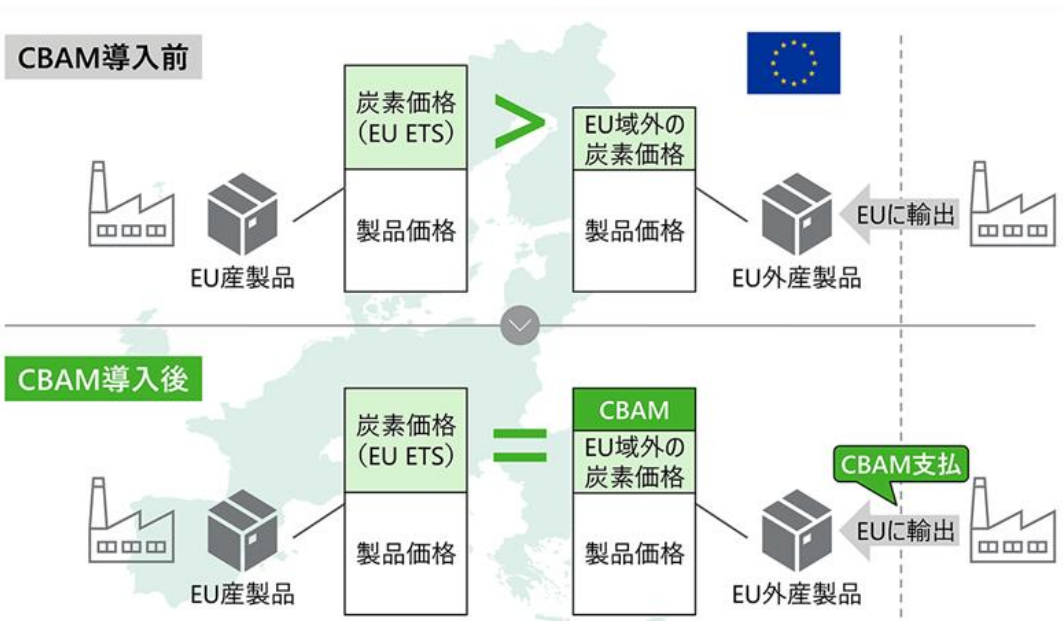 CBAM導入前
炭素価格
（EU ETS）
>
EU域外の
炭素価格
製品価格
製品価格
EUに輸出
EU産製品
EU外産製品
CBAM導入後
炭素価格
（EU ETS）
=
CBAM
EU域外の
炭素価格
CBAM支払
製品価格
製品価格
EUに輸出
EU産製品
EU外産製品